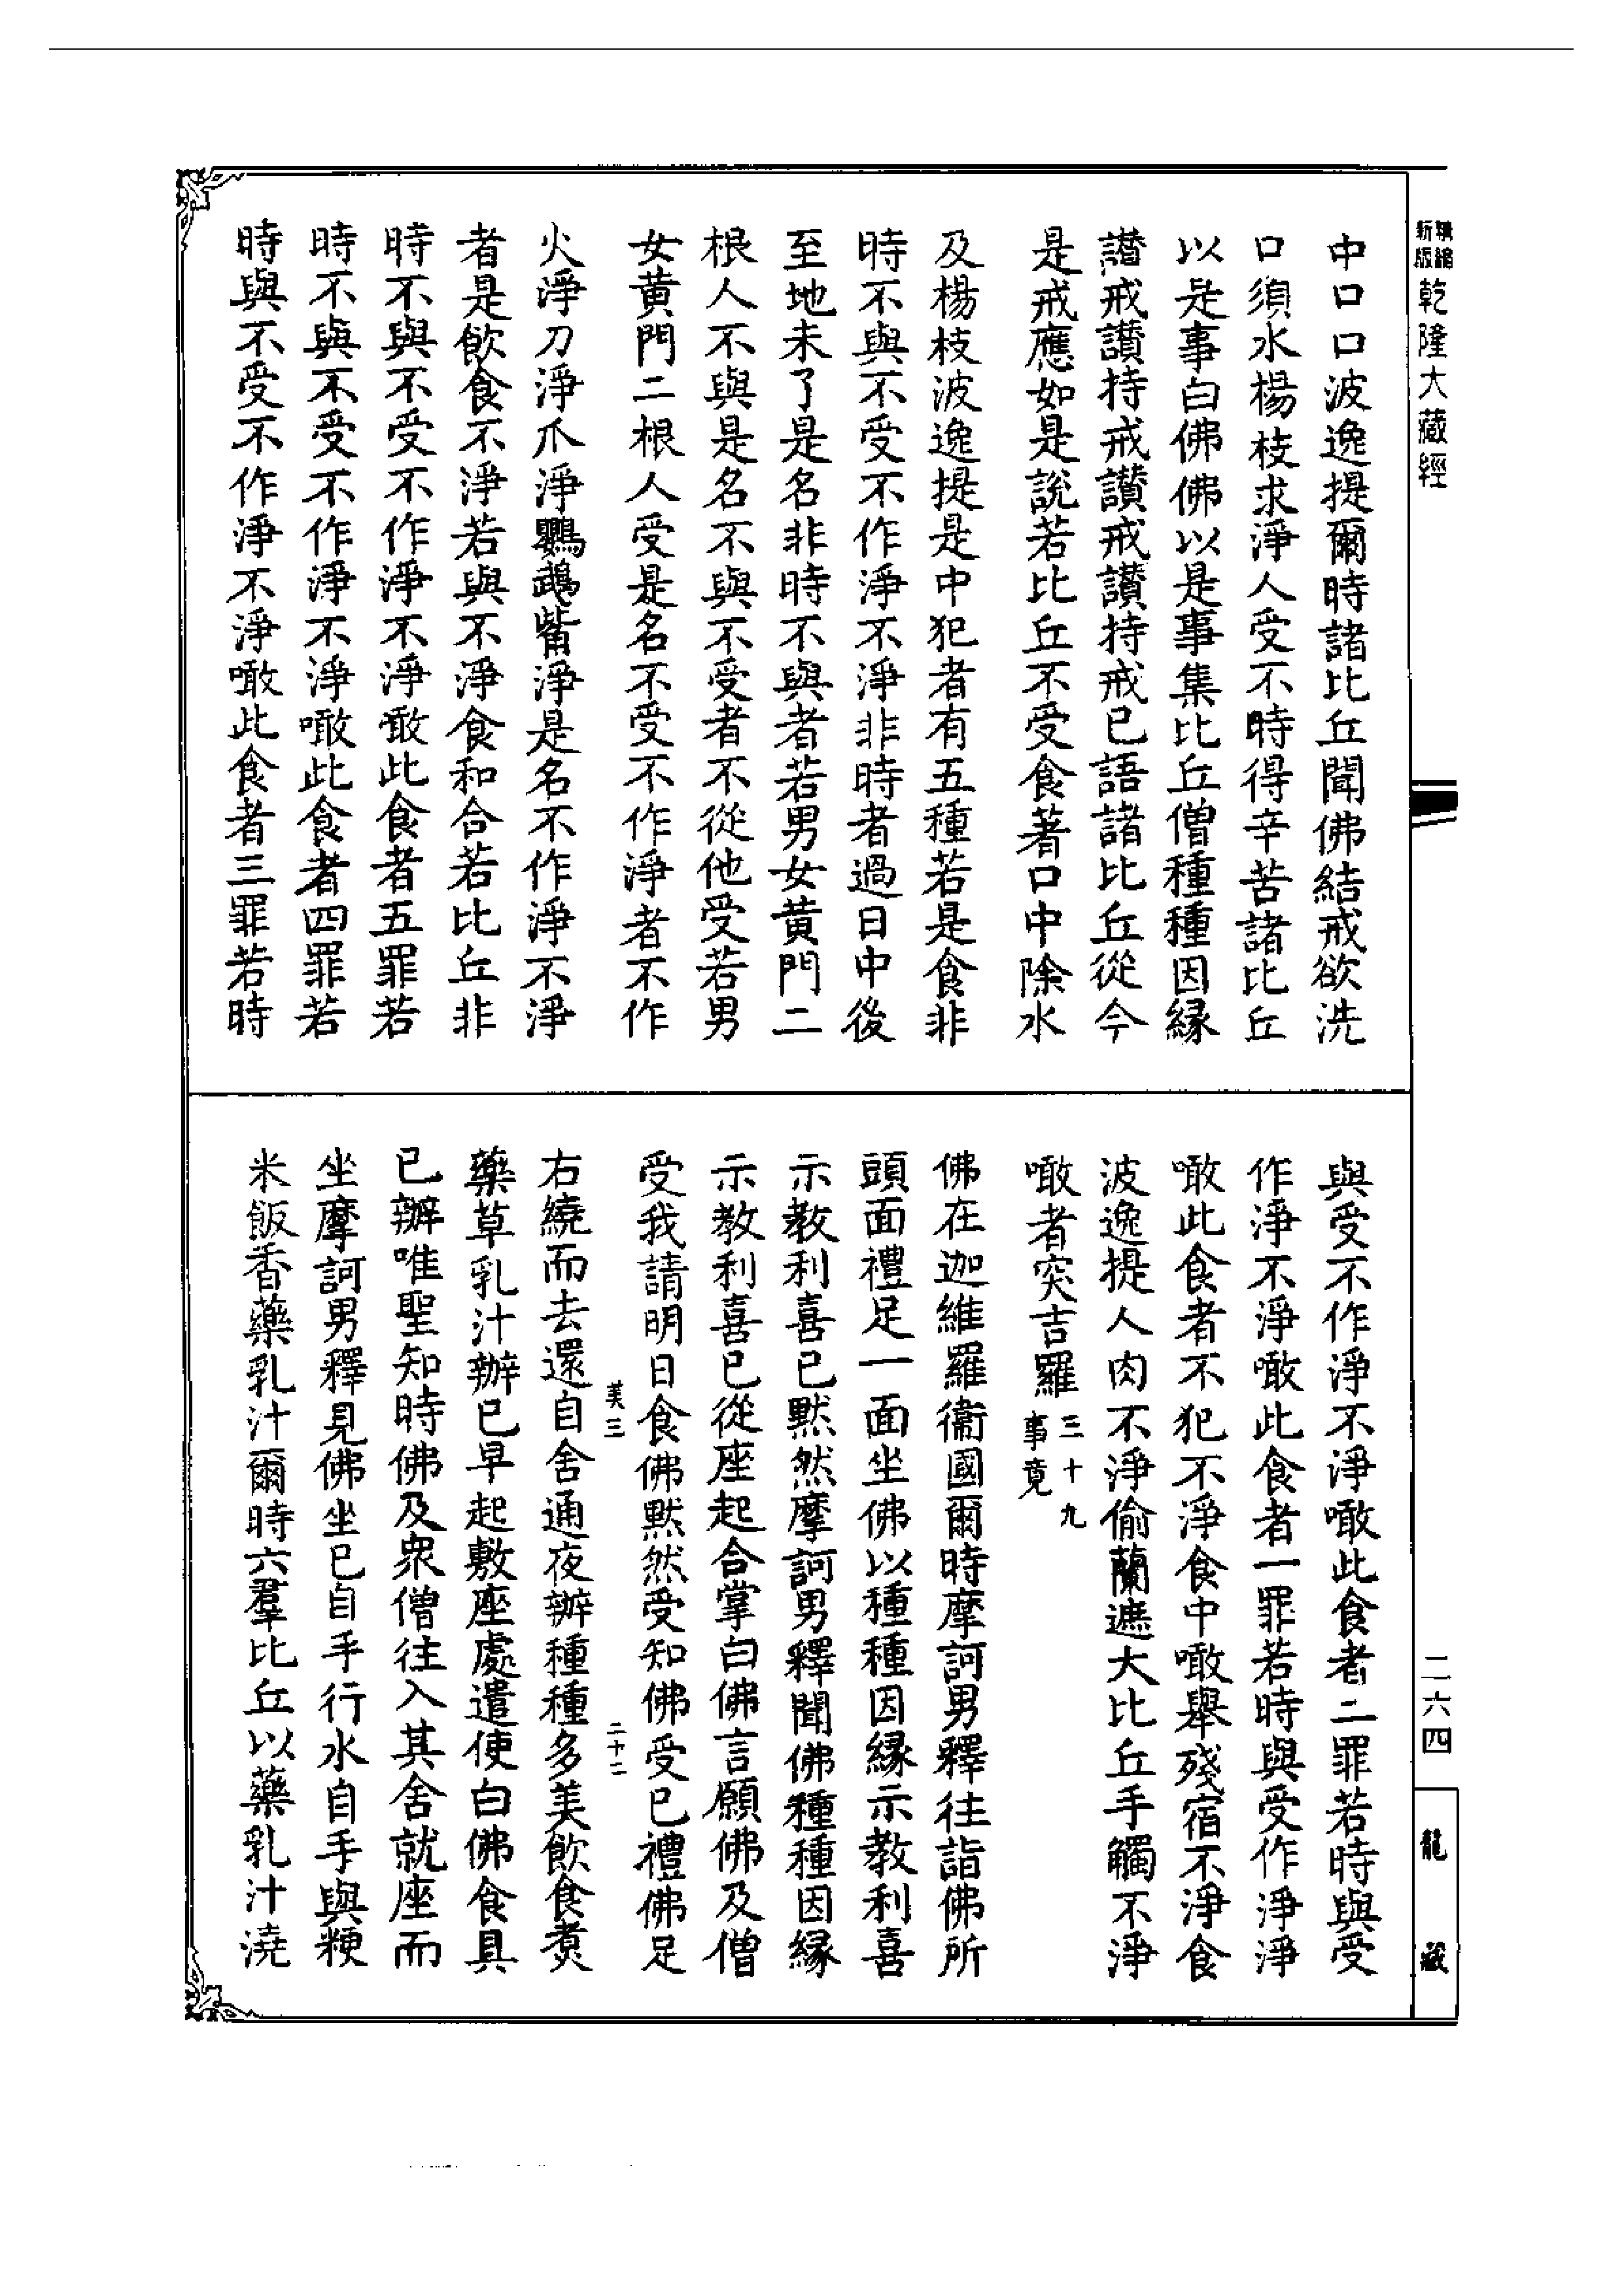 新版
乾隆大藏經
中口口波逸提爾時諸比丘聞佛結戒欲洗
口須水楊枝求淨人受不時得辛苦諸比丘
以是事白佛佛以是事集比丘僧種種因緣
讃戒讃持戒讃戒讃持戒已語諸比丘從今
是戒應如是說若比丘不受食著口中除水
及楊枝波逸提是中犯者有五種若是食非
時不與不受不作淨不淨非時者過日中後
至地未了是名非時不與者若男女黃門二
根人不與是名不與不受者不從他受若男
女黃門二根人受是名不受不作淨者不作
火淨刀淨爪淨鸚鵡觜淨是名不作淨不淨
者是飲食不淨若與不淨食和合若比丘非
時不與不受不作淨不淨噉此食者五罪若
時不與不受不作淨不淨噉此食者四罪若
時與不受不作淨不淨噉此食者三罪若時
與受不作淨不淨噉此食者二罪若時與受
作淨不淨噉此食者一罪若時與受作淨淨
噉此食者不犯不淨食中噉舉殘宿不淨食
波逸提人肉不淨偷蘭遮大比丘手觸不淨
噉者突吉羅三十九
事竟
佛在迦維羅衞國爾時摩訶男釋往詣佛所
頭面禮足一面坐佛以種種因緣示教利喜
示教利喜已默然摩訶男釋聞佛種種因緣
示教利喜已從座起合掌白佛言願佛及僧
受我請明日食佛默然受知佛受已禮佛足
美三
二十二
右繞而去還自舍通夜辦種種多美飲食煮
藥草乳汁辦已早起敷座處遣使白佛食具
已辦唯聖知時佛及眾僧往入其舍就座而
坐摩訶男釋見佛坐已自手行水自手與粳
米飯香藥乳汁爾時六羣比丘以藥乳汁澆
二六四
龍藏